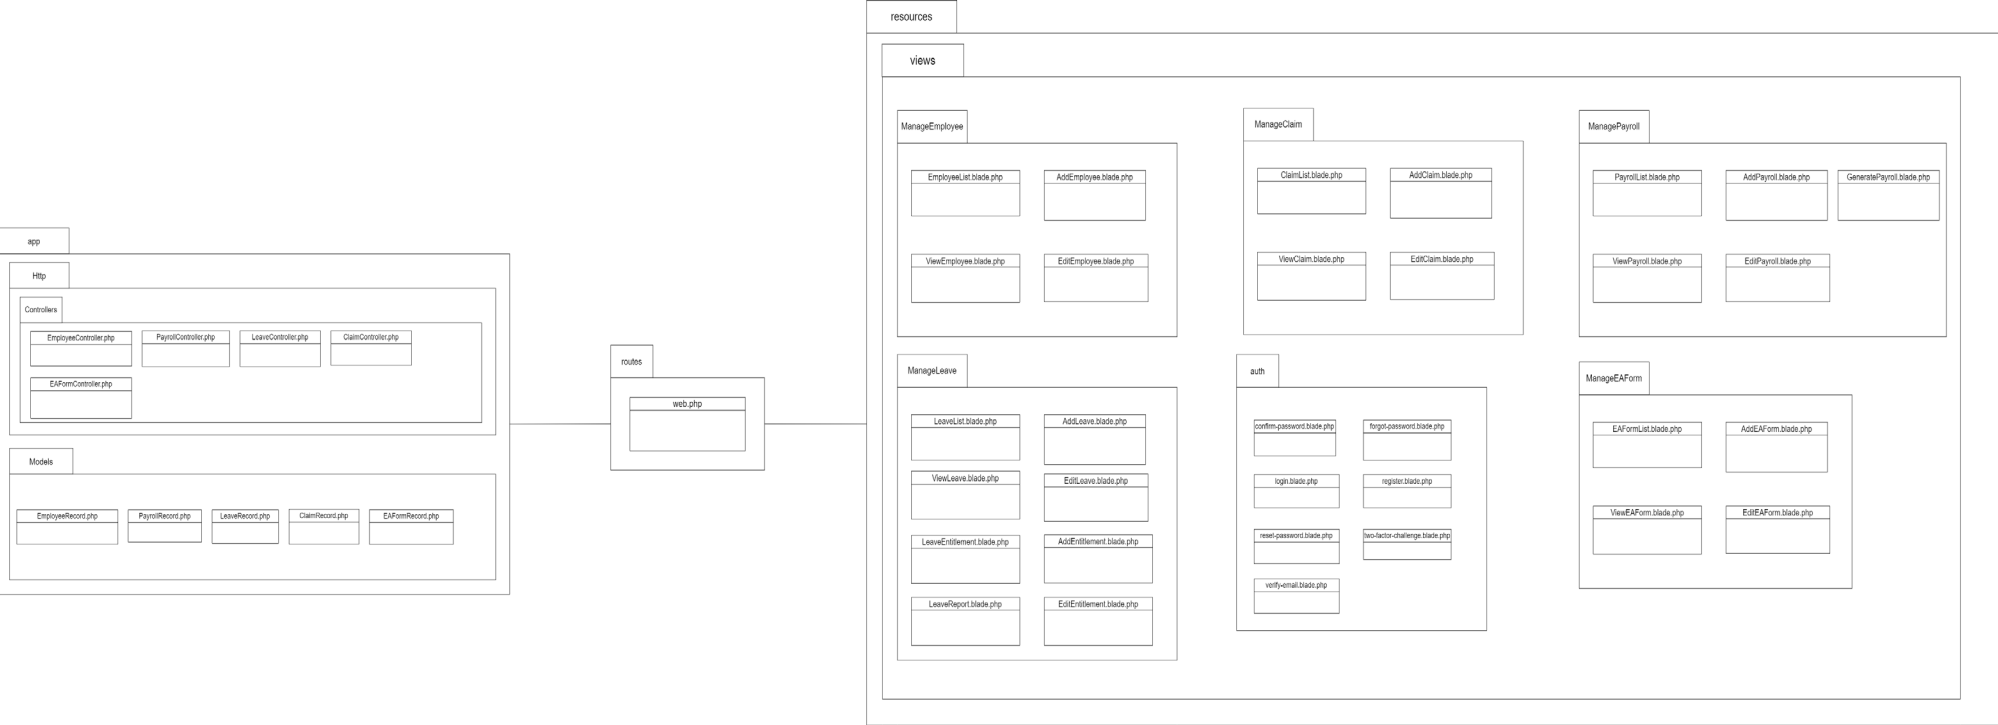 resources
views
ManageEmployee
EmployeeList.blade.php
AddEmployee.blade.php
ViewEmployee.blade.php
EditEmployee.blade.php
ManageClaim
ClaimList.blade.php
AddClaim.blade.php
ViewClaim.blade.php
EditClaim.blade.php
ManagePayroll
PayrollList.blade.php
AddPayroll.blade.php
GeneratePayroll.blade.php
ViewPayroll.blade.php
EditPayroll.blade.php
app
Http
Controllers
EmployeeController.php
PayrollController.php
LeaveController.php
ClaimController.php
EAFormController.php
Models
EmployeeRecord.php
PayrollRecord.php
LeaveRecord.php
ClaimRecord.php
EAFormRecord.php
routes
web.php
ManageLeave
LeaveList.blade.php
AddLeave.blade.php
ViewLeave.blade.php
EditLeave.blade.php
LeaveEntitlement.blade.php
AddEntitlement.blade.php
LeaveReport.blade.php
EditEntitlement.blade.php
auth
confirm-password.blade.php
forgot-password.blade.php
login.blade.php
register.blade.php
reset-password.blade.php
two-factor-challenge.blade.php
verify-email.blade.php
ManageEAForm
EAFormList.blade.php
AddEAForm.blade.php
ViewEAForm.blade.php
EditEAForm.blade.php